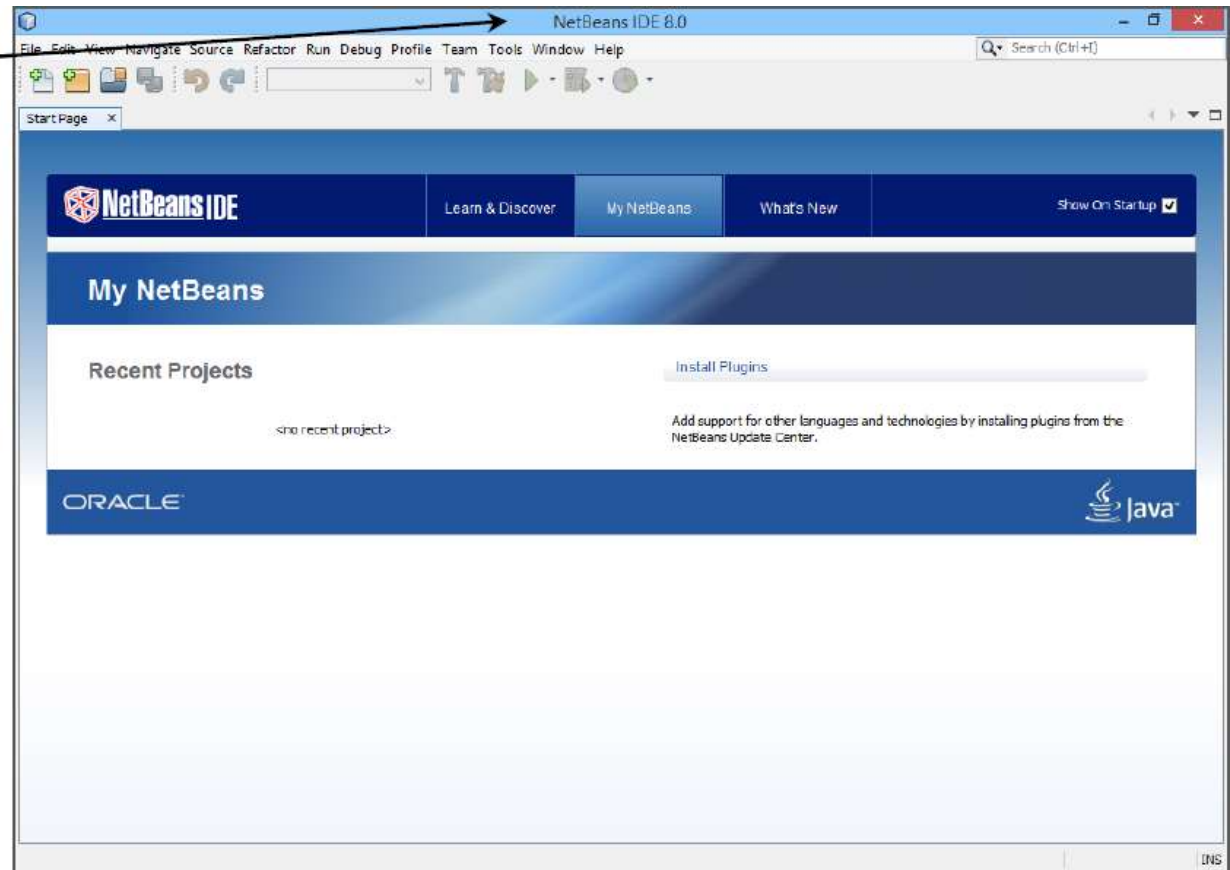 NetBeans IDE 8.0
File Edit View Navigate Source Refactor Run Debug Profile Team Tools Window Help
Search (Ctrl+I)
Start Page
NetBeans IDE
Learn & Discover
My NetBeans
What's New
Show On Startup
My NetBeans
Recent Projects
<no recent project>
Install Plugins
Add support for other languages and technologies by installing plugins from the
NetBeans Update Center.
ORACLE
Java
INS